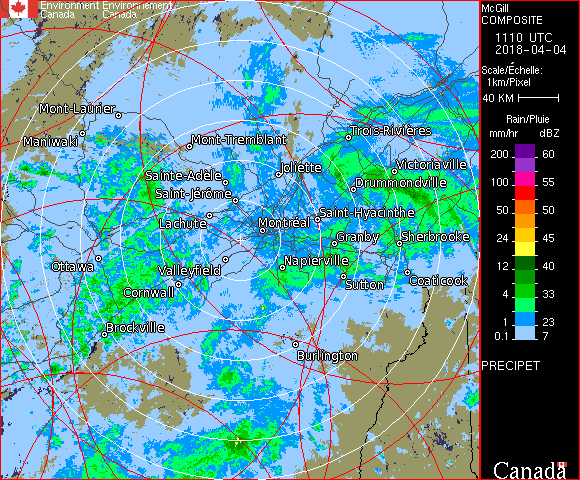 Environment Environnement
Canada Canada
McGill
COMPOSITE
1110 UTC
2018-04-04
Scale/Échelle:
1km/Pixel
40 KM
Rain/Pluie
mm/hr dBZ
200 60
100 55
50 50
24 45
12 40
4 33
1 23
0.1 7
PRECIPET
Canada
Mont-Laurier
Maniwaki
Mont-Tremblant
Trois-Rivières
Joliette
Victoriaville
Sainte-Adèle
Drummondville
Saint-Jérôme
Lachute
Saint-Hyacinthe
Montréal
Granby
Sherbrooke
Ottawa
Valleyfield
Napierville
Coaticook
Sutton
Cornwall
Brockville
Burlington